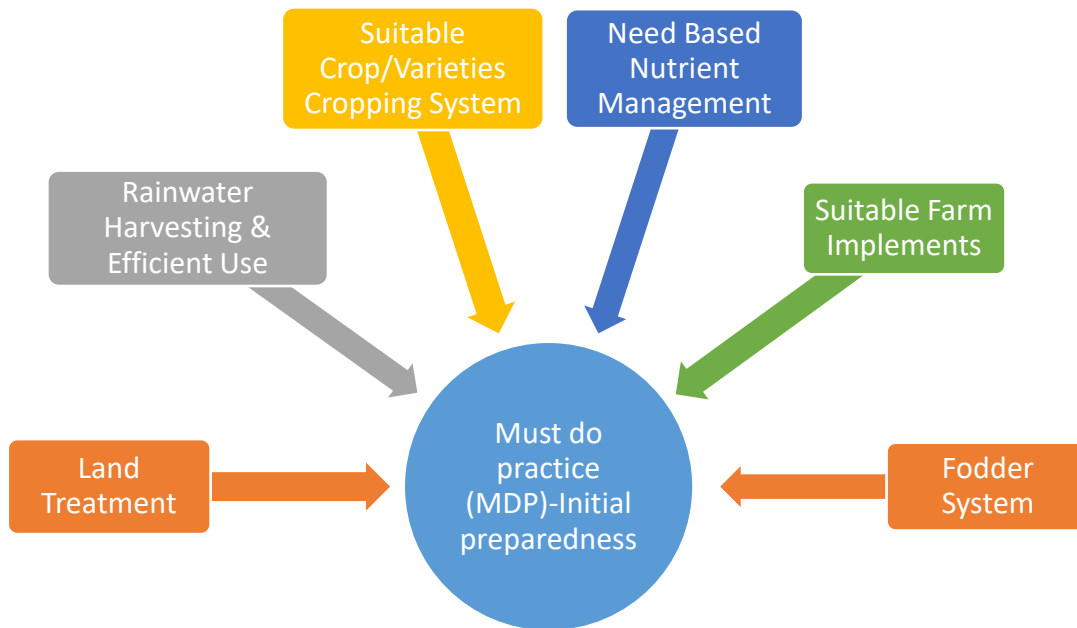 Suitable
Crop/Varieties
Cropping System
Need Based
Nutrient
Management
Rainwater
Harvesting &
Efficient Use
Suitable Farm
Implements
Land
Treatment
Must do
practice
(MDP)-Initial
preparedness
Fodder
System